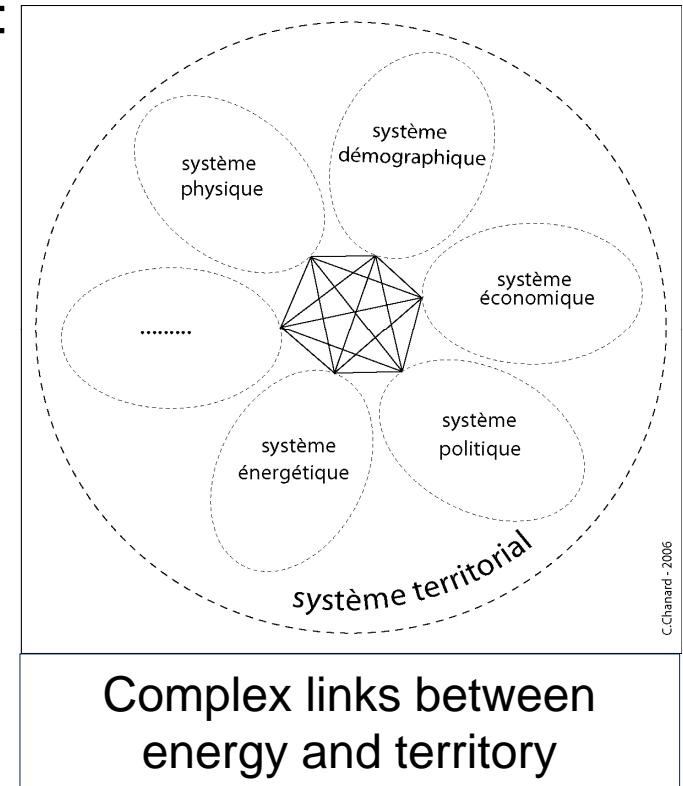 :
système
physique
système
démographique
système
économique
.........
système
politique
système
énergétique
système territorial
C.Chanard - 2006
Complex links between
energy and territory